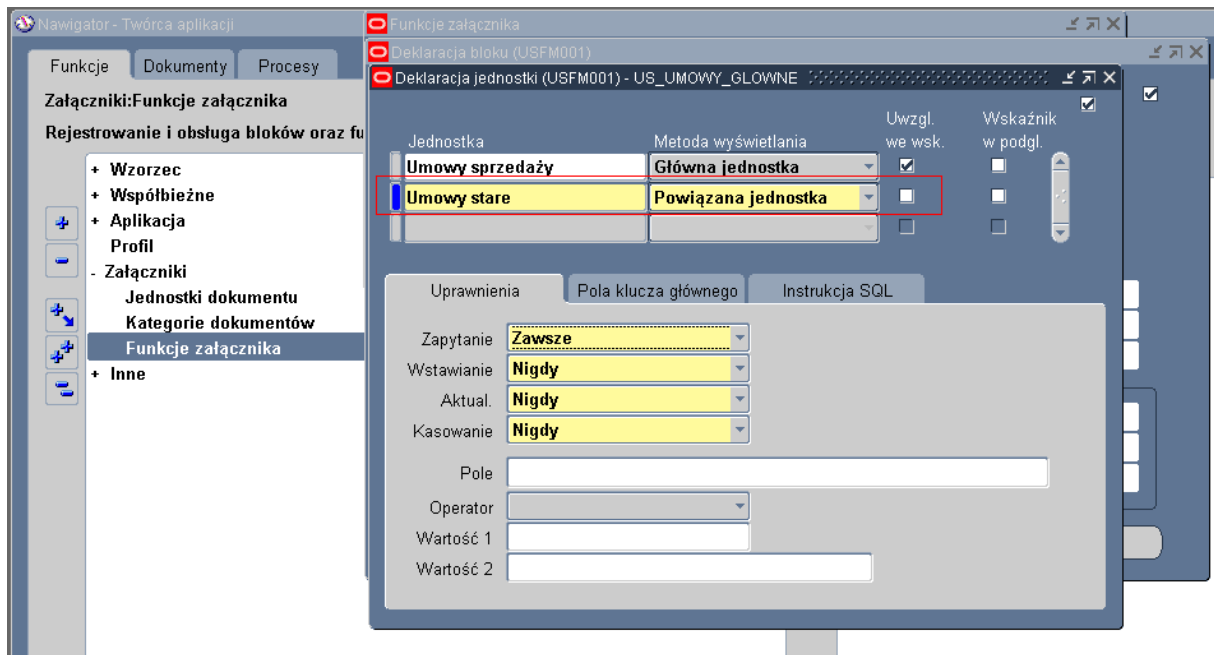 Nawigator - Twórca aplikacji
Funkcje
Dokumenty
Procesy
Załączniki:Funkcje załącznika
Rejestrowanie i obsługa bloków oraz fu
+ Wzorzec
+ Współbieżne
+ Aplikacja
Profil
- Załączniki
Jednostki dokumentu
Kategorie dokumentów
Funkcje załącznika
+ Inne
Funkcje załącznika
Deklaracja bloku (USFM001)
Deklaracja jednostki (USFM001) - US_UMOWY_GLOWNE
Uwzgl. Wskaźnik
Jednostka Metoda wyświetlania we wsk. w podgl.
Umowy sprzedaży Główna jednostka
Umowy stare Powiązana jednostka
Uprawnienia
Pola klucza głównego
Instrukcja SQL
Zapytanie Zawsze
Wstawianie Nigdy
Aktual. Nigdy
Kasowanie Nigdy
Pole
Operator
Wartość 1
Wartość 2